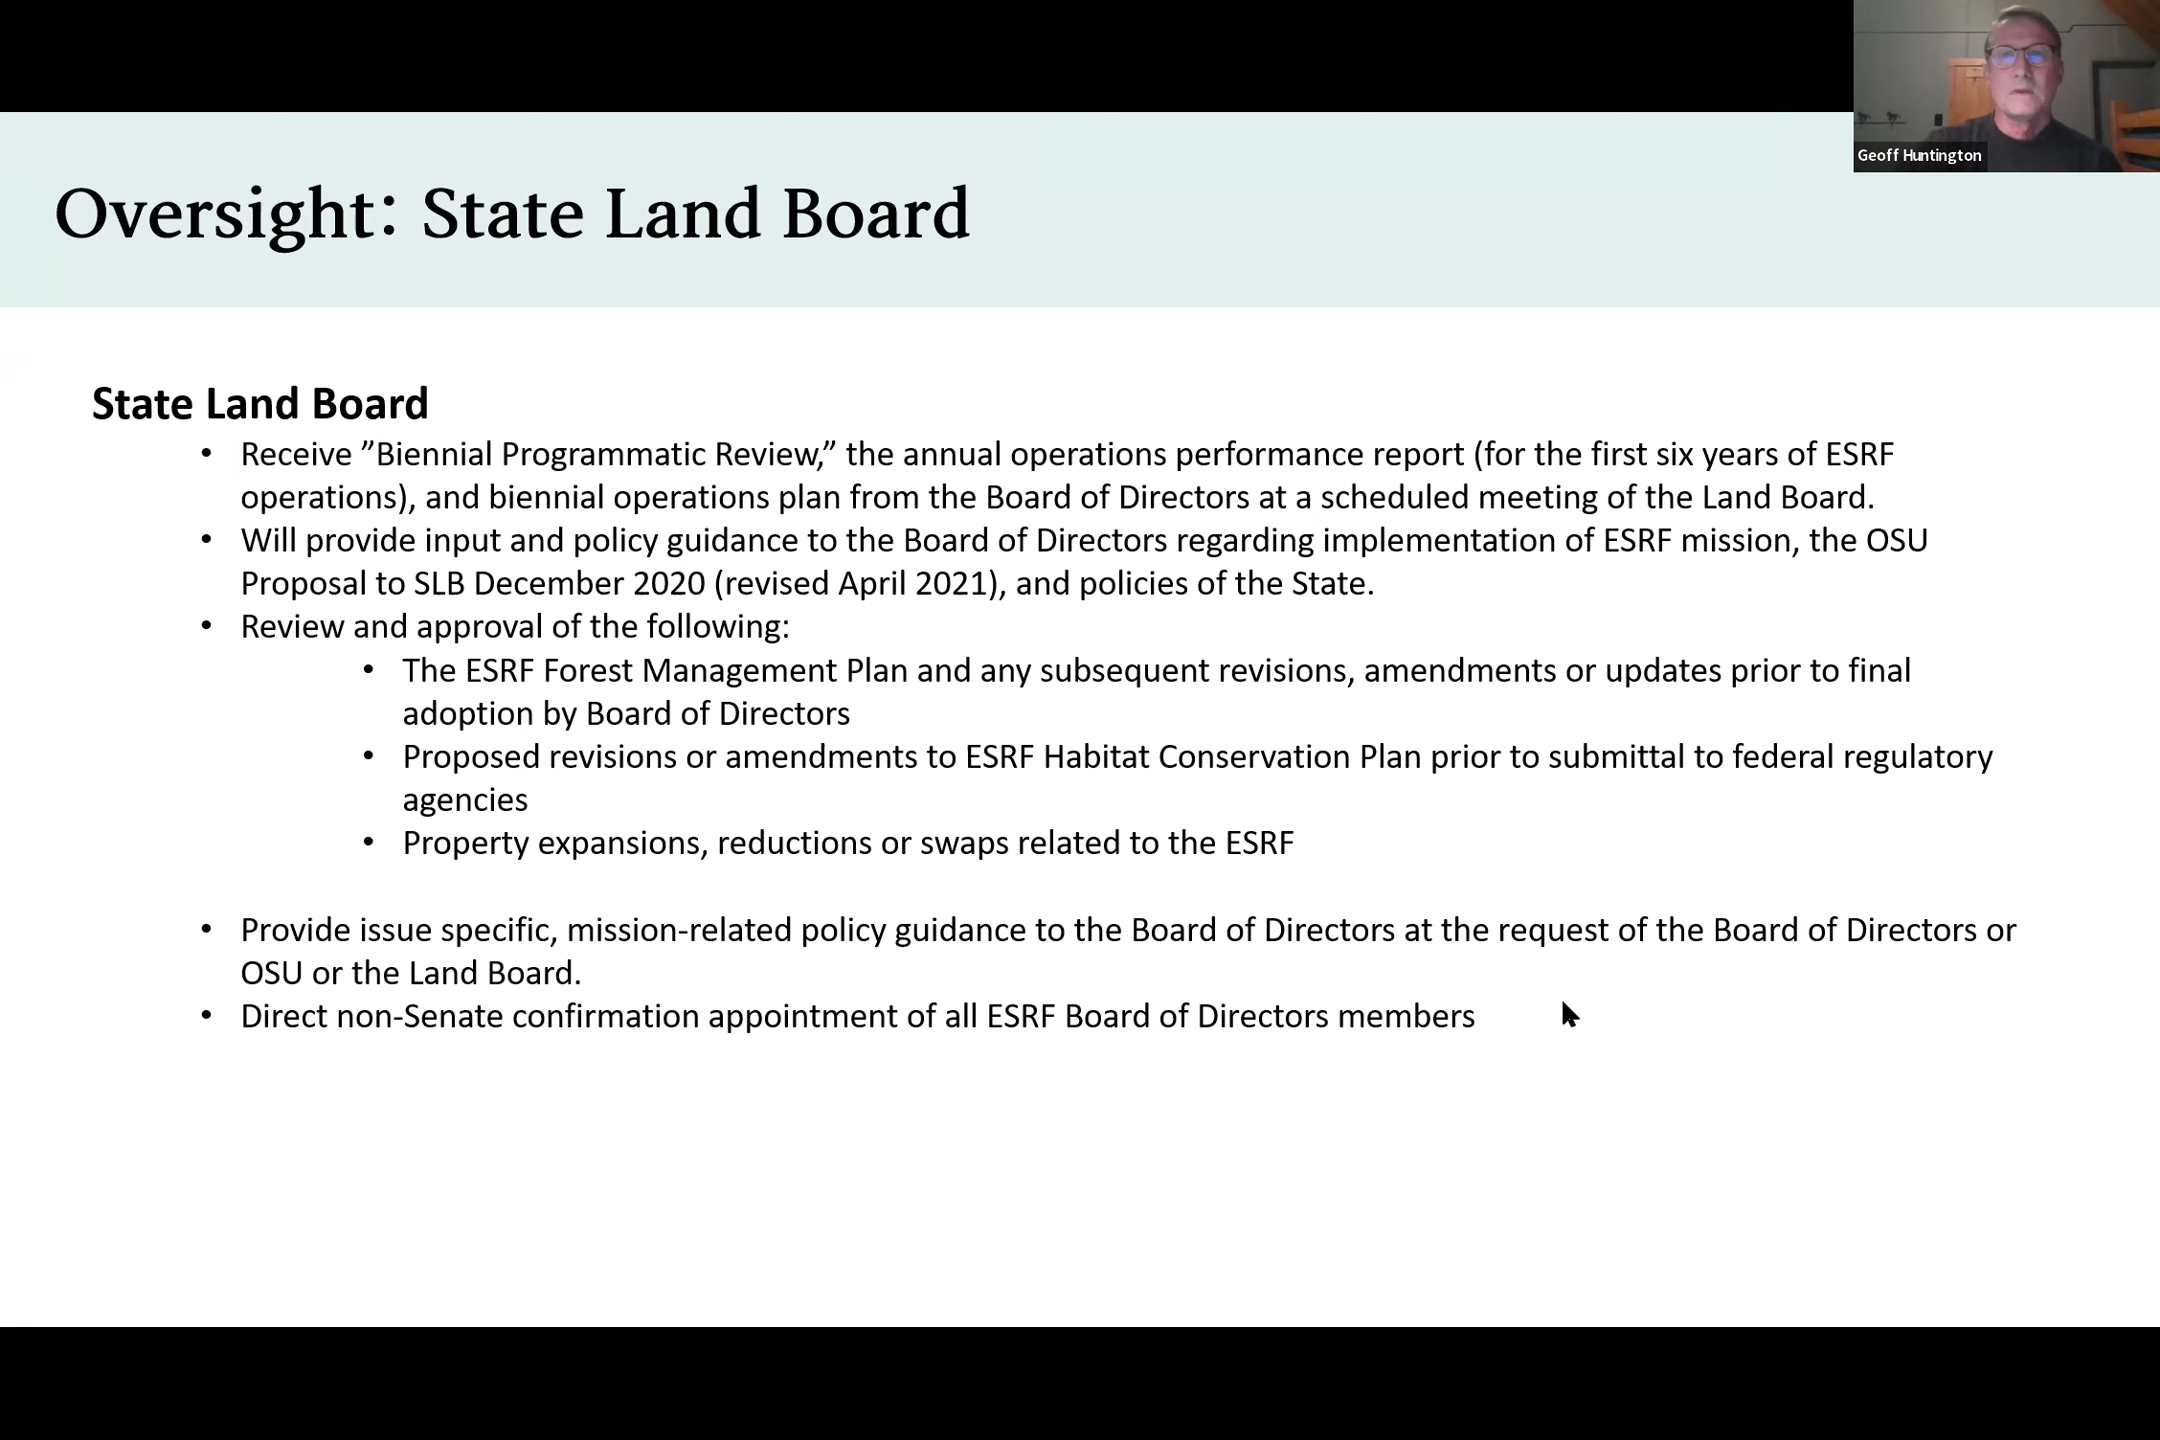 Geoff Huntington
Oversight: State Land Board
State Land Board
• Receive ”Biennial Programmatic Review,” the annual operations performance report (for the first six years of ESRF
operations), and biennial operations plan from the Board of Directors at a scheduled meeting of the Land Board.
• Will provide input and policy guidance to the Board of Directors regarding implementation of ESRF mission, the OSU
Proposal to SLB December 2020 (revised April 2021), and policies of the State.
• Review and approval of the following:
• The ESRF Forest Management Plan and any subsequent revisions, amendments or updates prior to final
adoption by Board of Directors
• Proposed revisions or amendments to ESRF Habitat Conservation Plan prior to submittal to federal regulatory
agencies
• Property expansions, reductions or swaps related to the ESRF
• Provide issue specific, mission-related policy guidance to the Board of Directors at the request of the Board of Directors or
OSU or the Land Board.
• Direct non-Senate confirmation appointment of all ESRF Board of Directors members